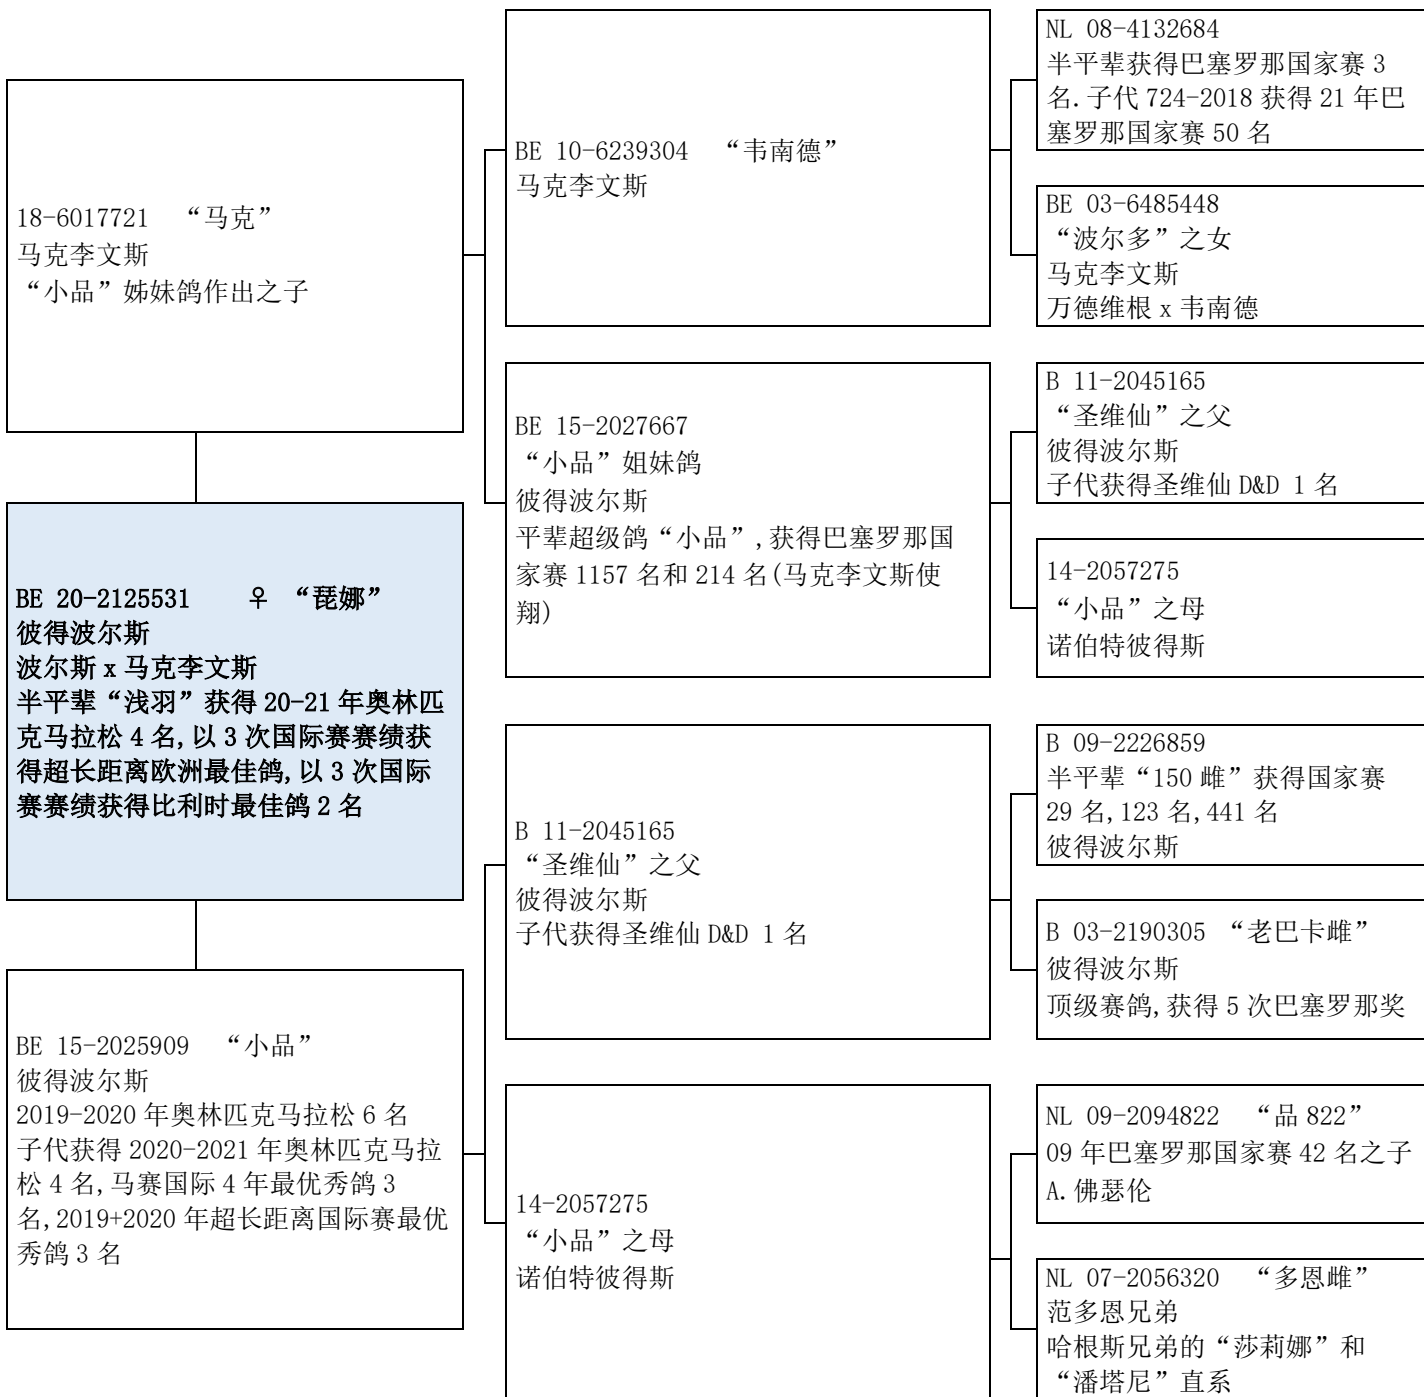 18-6017721 “马克”
马克李文斯
“小品”姊妹鸽作出之子
BE 20-2125531 ♀ “琵娜”
彼得波尔斯
波尔斯 x 马克李文斯
半平辈“浅羽”获得 20-21 年奥林匹
克马拉松 4 名,以 3 次国际赛赛绩获
得超长距离欧洲最佳鸽,以 3 次国际
赛赛绩获得比利时最佳鸽 2 名
BE 15-2025909 “小品”
彼得波尔斯
2019-2020 年奥林匹克马拉松 6 名
子代获得 2020-2021 年奥林匹克马拉
松 4 名,马赛国际 4 年最优秀鸽 3
名,2019+2020 年超长距离国际赛最优
秀鸽 3 名
BE 10-6239304 “韦南德”
马克李文斯
BE 15-2027667
“小品”姐妹鸽
彼得波尔斯
平辈超级鸽“小品”,获得巴塞罗那国
家赛 1157 名和 214 名(马克李文斯使
翔)
B 11-2045165
“圣维仙”之父
彼得波尔斯
子代获得圣维仙 D&D 1 名
14-2057275
“小品”之母
诺伯特彼得斯
NL 08-4132684
半平辈获得巴塞罗那国家赛 3
名.子代 724-2018 获得 21 年巴
塞罗那国家赛 50 名
BE 03-6485448
“波尔多”之女
马克李文斯
万德维根 x 韦南德
B 11-2045165
“圣维仙”之父
彼得波尔斯
子代获得圣维仙 D&D 1 名
14-2057275
“小品”之母
诺伯特彼得斯
B 09-2226859
半平辈“150 雌”获得国家赛
29 名,123 名,441 名
彼得波尔斯
B 03-2190305 “老巴卡雌”
彼得波尔斯
顶级赛鸽,获得 5 次巴塞罗那奖
NL 09-2094822 “品 822”
09 年巴塞罗那国家赛 42 名之子
A.佛瑟伦
NL 07-2056320 “多恩雌”
范多恩兄弟
哈根斯兄弟的“莎莉娜”和
“潘塔尼”直系